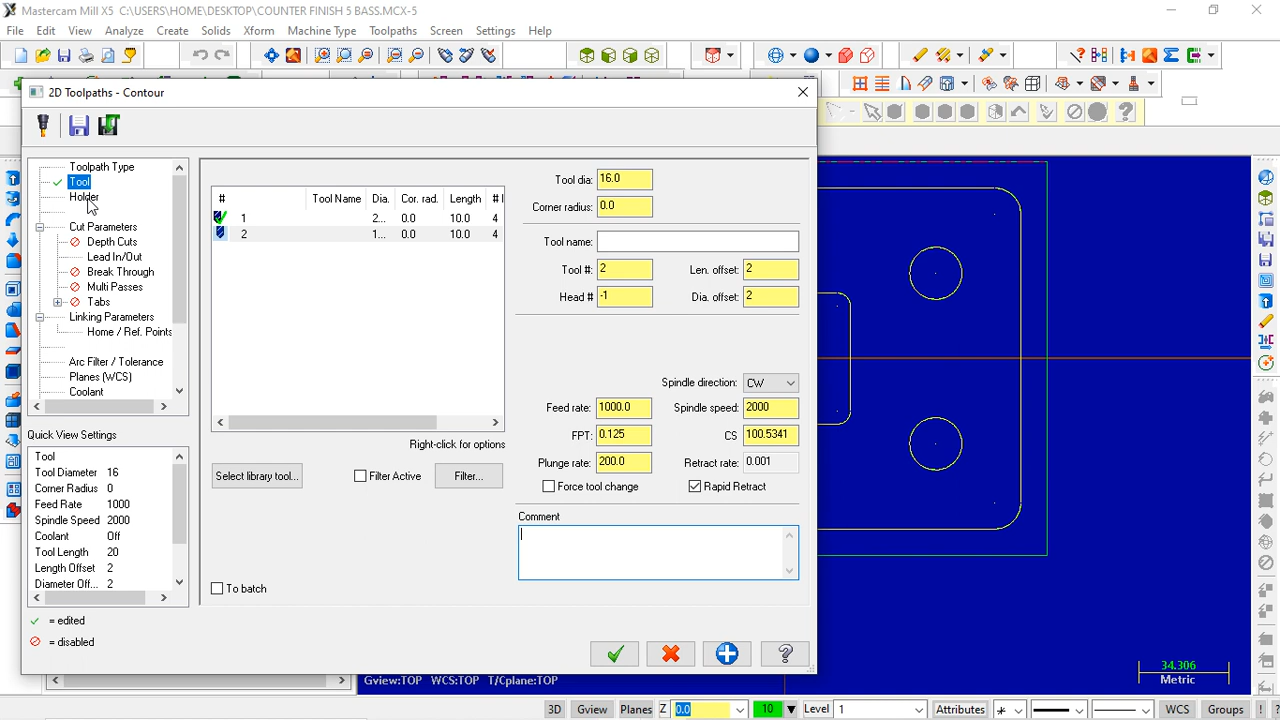 Mastercam Mill X5 C:\USERS\HOME\DESKTOP\COUNTER FINISH 5 BASS.MCX-5
File Edit View Analyze Create Solids Xform Machine Type Toolpaths Screen Settings Help
2D Toolpaths - Contour
Toolpath Type
Tool
Holder
Cut Parameters
Depth Cuts
Lead In/Out
Break Through
Multi Passes
Tabs
Linking Parameters
Home / Ref. Points
Arc Filter / Tolerance
Planes (WCS)
Coolant
Quick View Settings
Tool
Tool Diameter 16
Corner Radius 0
Feed Rate 1000
Spindle Speed 2000
Coolant Off
Tool Length 20
Length Offset 2
Diameter Off... 2
= edited
= disabled
# Tool Name Dia. Cor. rad. Length # 
1 2... 0.0 10.0 4
2 1... 0.0 10.0 4
Right-click for options
Select library tool... Filter Active Filter...
To batch
Tool dia: 16.0
Corner radius: 0.0
Tool name:
Tool #: 2 Len. offset: 2
Head # -1 Dia. offset: 2
Spindle direction: CW
Feed rate: 1000.0 Spindle speed: 2000
FPT: 0.125 CS 100.5341
Plunge rate: 200.0 Retract rate: 0.001
Force tool change Rapid Retract
Comment
34.306
Metric
Gview:TOP WCS:TOP T/Cplane:TOP
3D Gview Planes Z 0.0 10 Level 1 Attributes WCS Groups ! ?